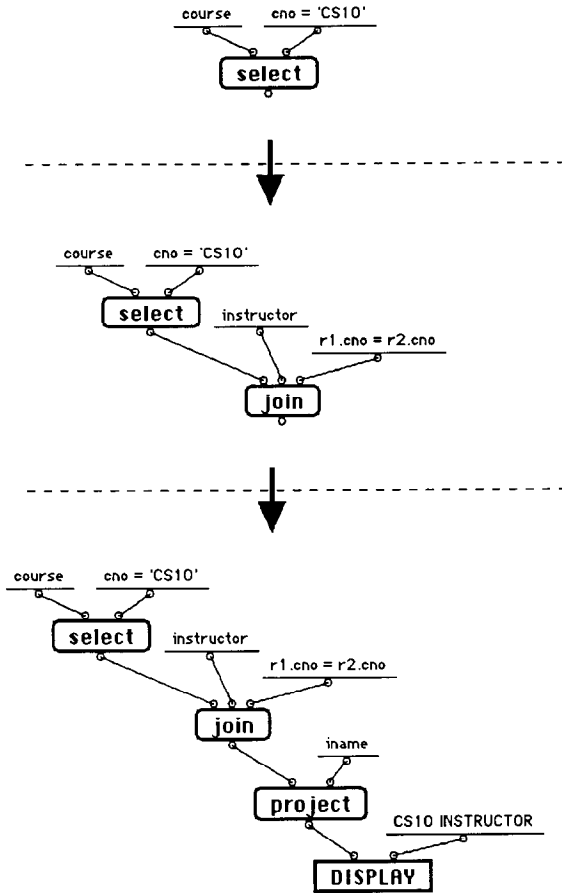 course cno = 'CS10'
select
course cno = 'CS10'
select instructor
r1.cno = r2.cno
join
course cno = 'CS10'
select instructor
r1.cno = r2.cno
join
iname
project
CS10 INSTRUCTOR
DISPLAY